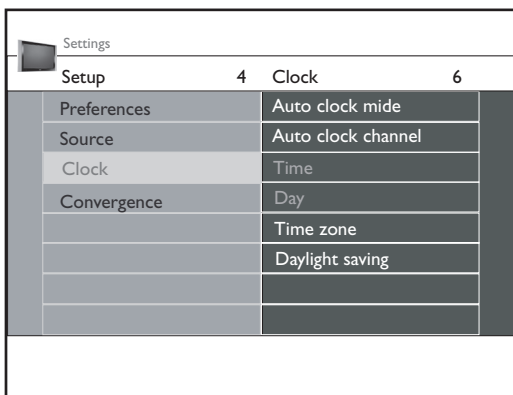 Settings
Setup 4 Clock 6
Preferences Auto clock mide
Source Auto clock channel
Clock Time
Convergence Day
Time zone
Daylight saving